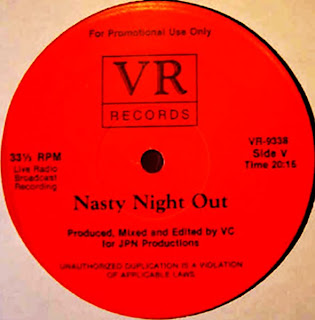 For Promotional Use Only
VR
RECORDS
33⅓ RPM
Live Radio
Broadcast
Recording
VR-9338
Side V
Time 20:15
Nasty Night Out
Produced, Mixed and Edited by VC
for JPN Productions
UNAUTHORIZED DUPLICATION IS A VIOLATION
OF APPLICABLE LAWS.